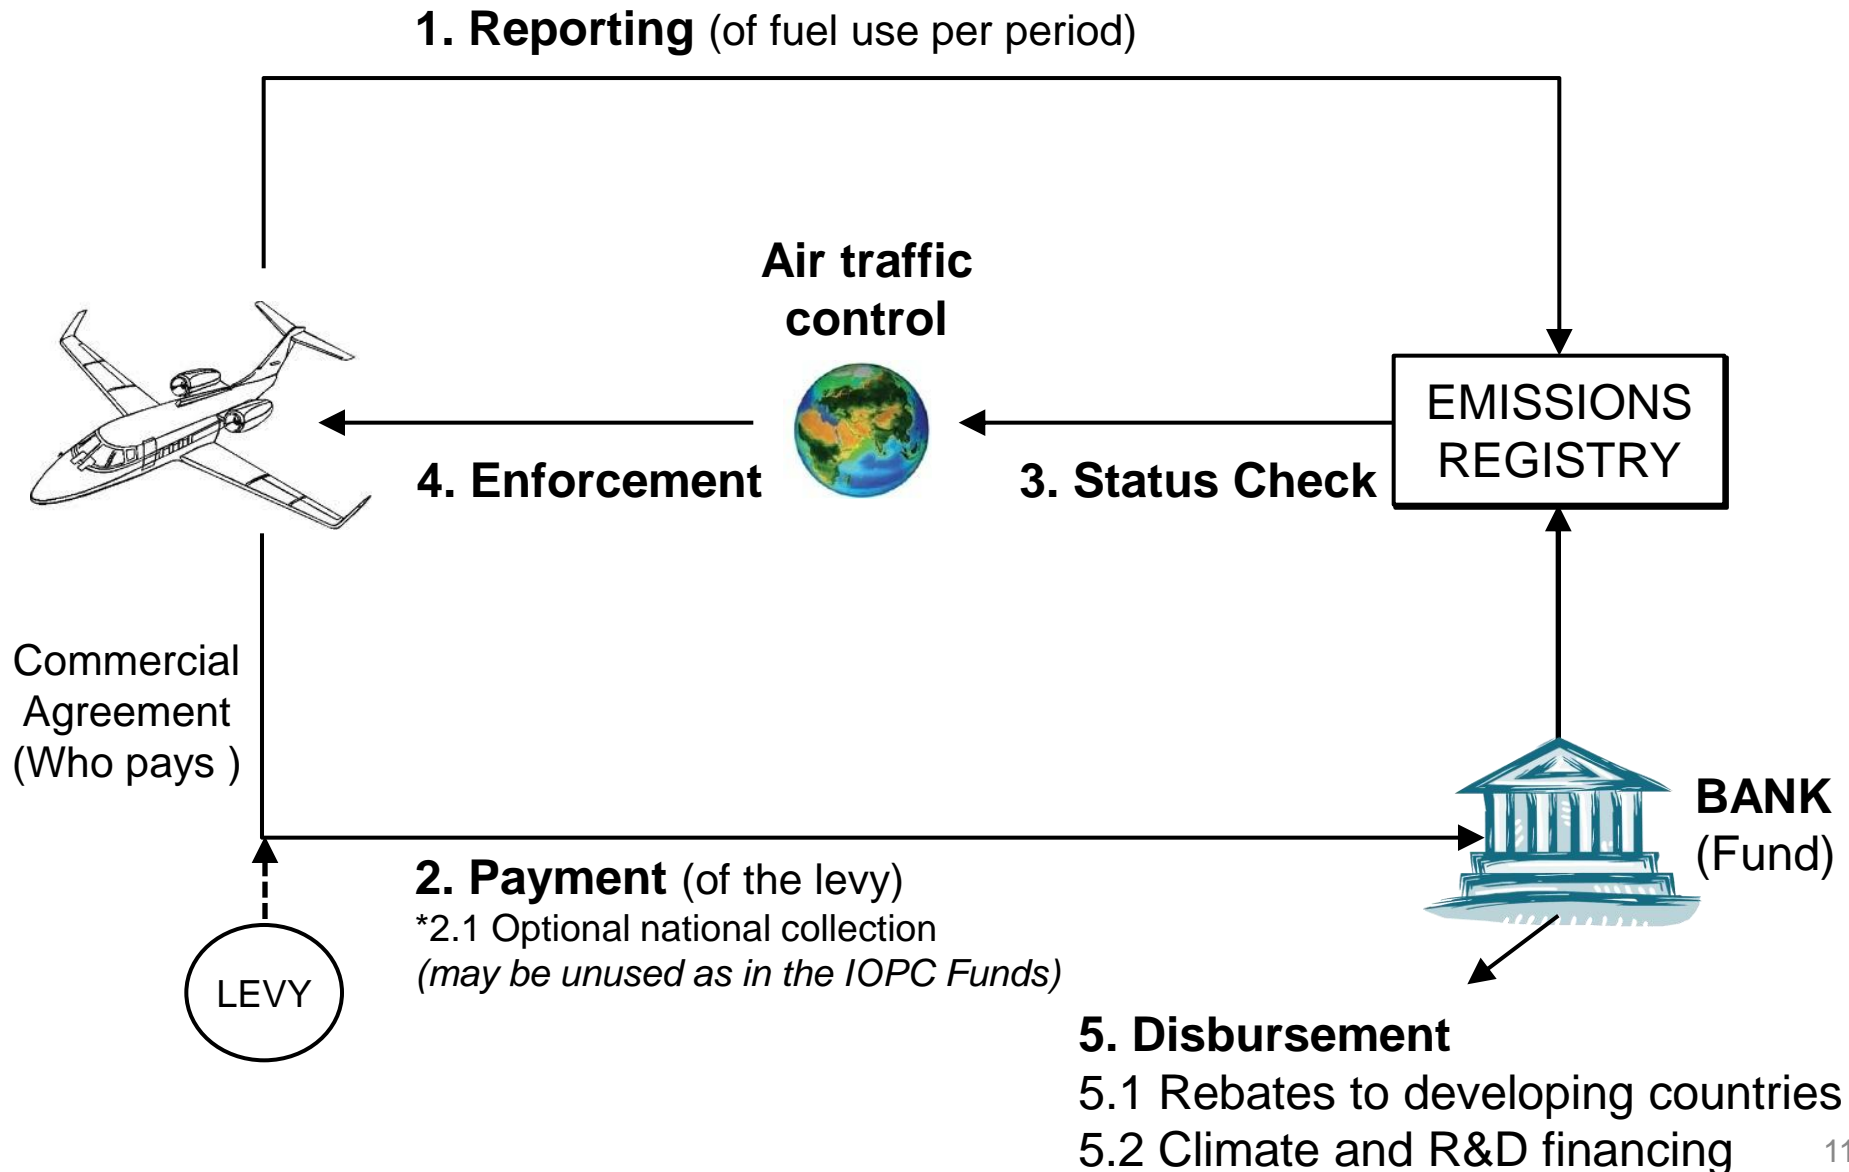 1. Reporting (of fuel use per period)
Air traffic
control
EMISSIONS
REGISTRY
4. Enforcement
3. Status Check
Commercial
Agreement
(Who pays )
BANK
(Fund)
2. Payment (of the levy)
*2.1 Optional national collection
(may be unused as in the IOPC Funds)
LEVY
5. Disbursement
5.1 Rebates to developing countries
5.2 Climate and R&D financing
11